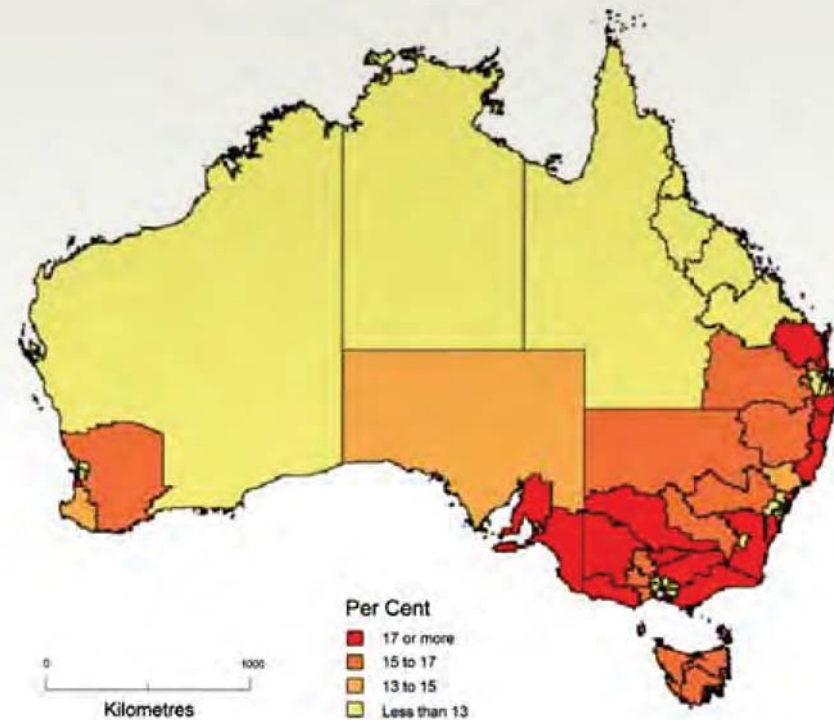 Per Cent
17 or more
15 to 17
13 to 15
Less than 13
0 1000
Kilometres